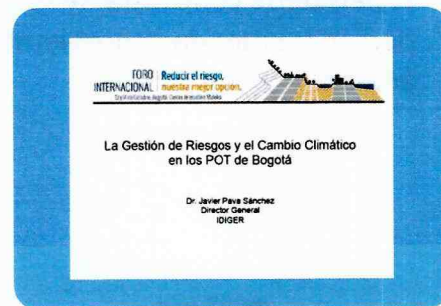 FORO
INTERNACIONAL
Reducir el riesgo,
nuestra mejor opción.
La Gestión de Riesgos y el Cambio Climático
en los POT de Bogotá
Dr. Javier Pava Sánchez
Director General
IDIGER